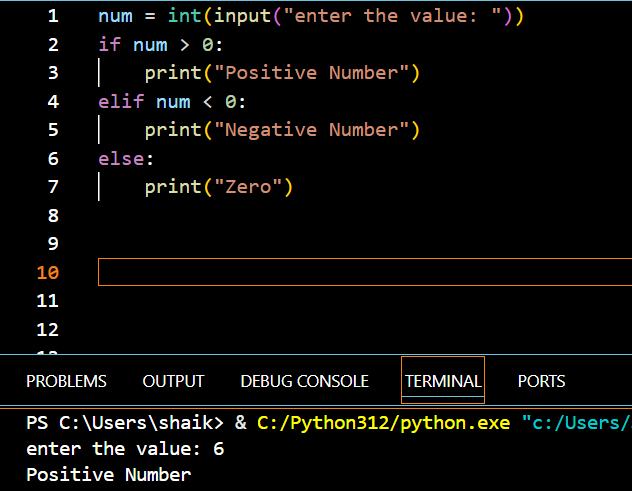 1 num = int(input("enter the value: "))
2 if num > 0:
3     print("Positive Number")
4 elif num < 0:
5     print("Negative Number")
6 else:
7     print("Zero")
8
9
10
11
12
PROBLEMS OUTPUT DEBUG CONSOLE TERMINAL PORTS
PS C:\Users\shaik> & C:/Python312/python.exe "c:/Users/
enter the value: 6
Positive Number